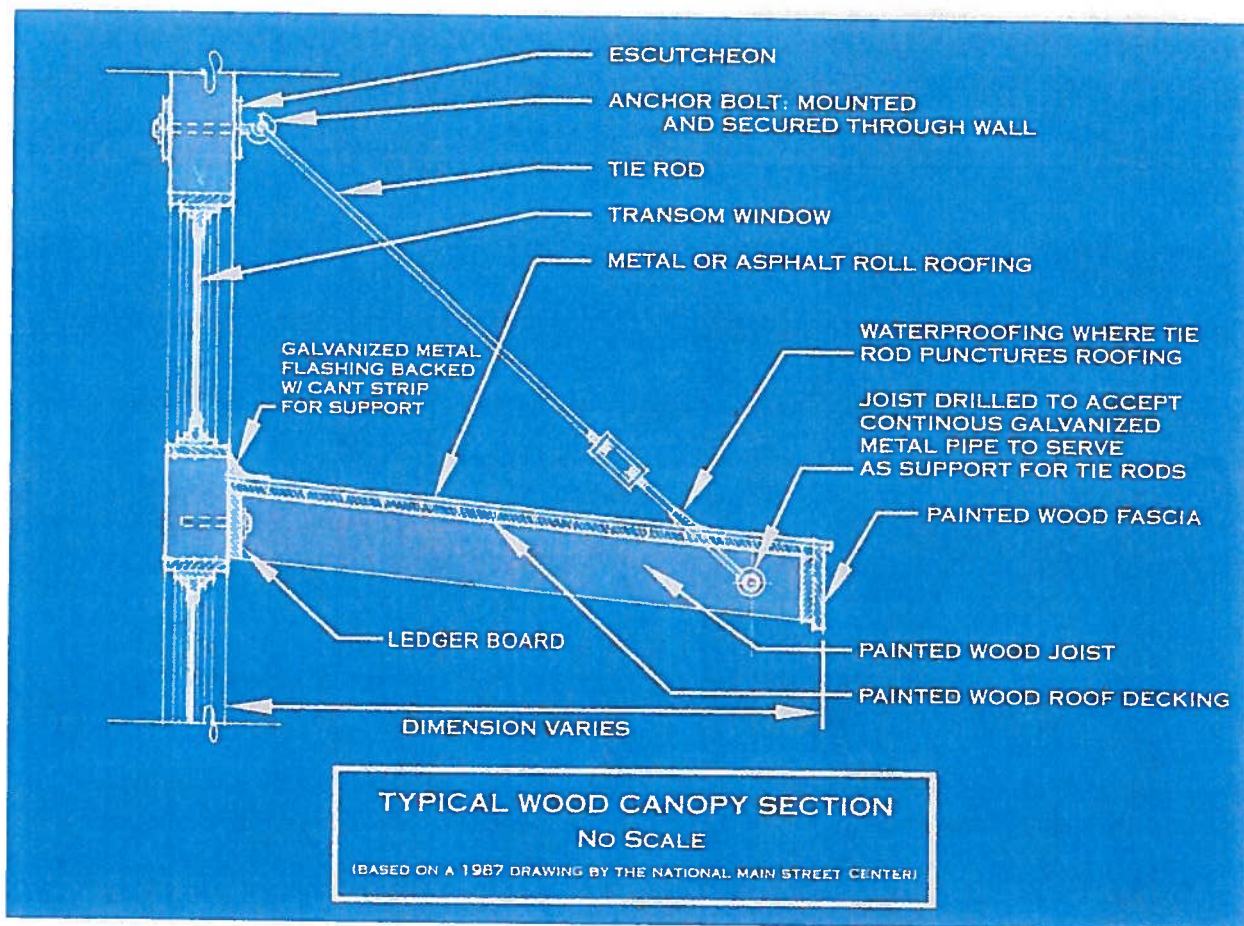 ESCUTCHEON
ANCHOR BOLT: MOUNTED
AND SECURED THROUGH WALL
TIE ROD
TRANSOM WINDOW
METAL OR ASPHALT ROLL ROOFING
WATERPROOFING WHERE TIE
ROD PUNCTURES ROOFING
GALVANIZED METAL
FLASHING BACKED
W/ CANT STRIP
FOR SUPPORT
JOIST DRILLED TO ACCEPT
CONTINOUS GALVANIZED
METAL PIPE TO SERVE
AS SUPPORT FOR TIE RODS
PAINTED WOOD FASCIA
LEDGER BOARD
PAINTED WOOD JOIST
PAINTED WOOD ROOF DECKING
DIMENSION VARIES
TYPICAL WOOD CANOPY SECTION
NO SCALE
(BASED ON A 1987 DRAWING BY THE NATIONAL MAIN STREET CENTER)